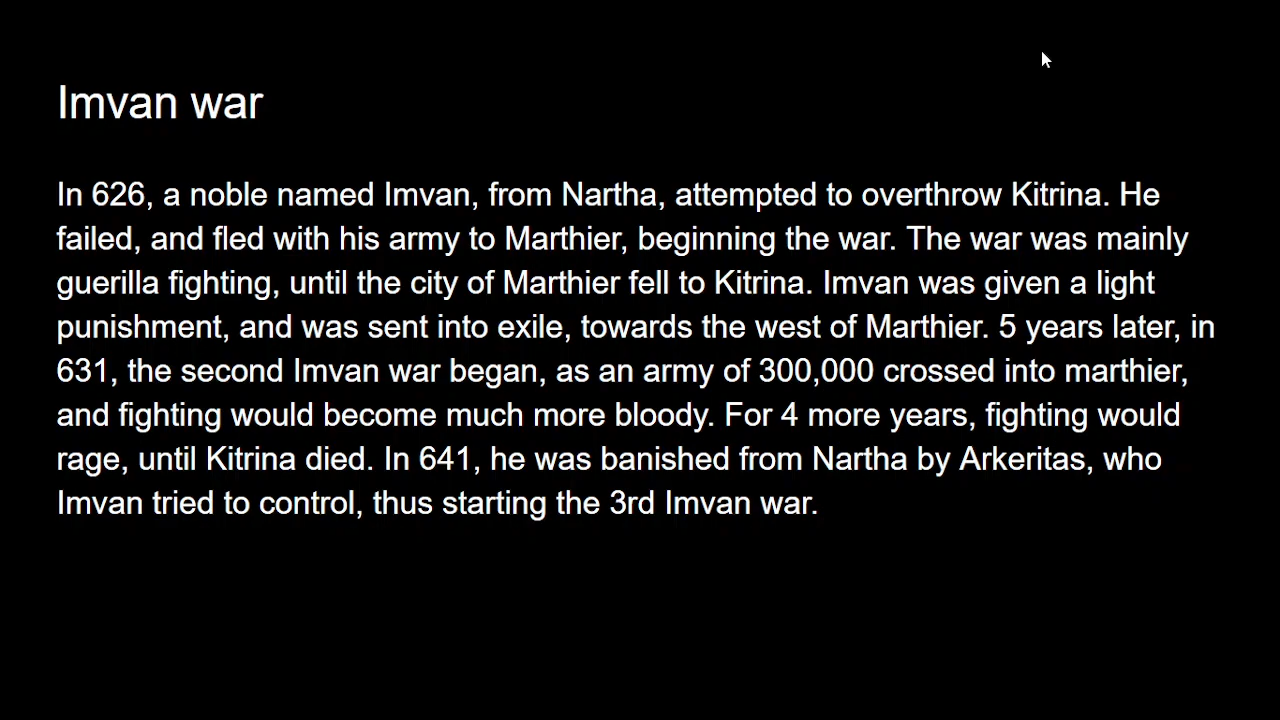 Imvan war
In 626, a noble named Imvan, from Nartha, attempted to overthrow Kitrina. He
failed, and fled with his army to Marthier, beginning the war. The war was mainly
guerilla fighting, until the city of Marthier fell to Kitrina. Imvan was given a light
punishment, and was sent into exile, towards the west of Marthier. 5 years later, in
631, the second Imvan war began, as an army of 300,000 crossed into marthier,
and fighting would become much more bloody. For 4 more years, fighting would
rage, until Kitrina died. In 641, he was banished from Nartha by Arkeritas, who
Imvan tried to control, thus starting the 3rd Imvan war.